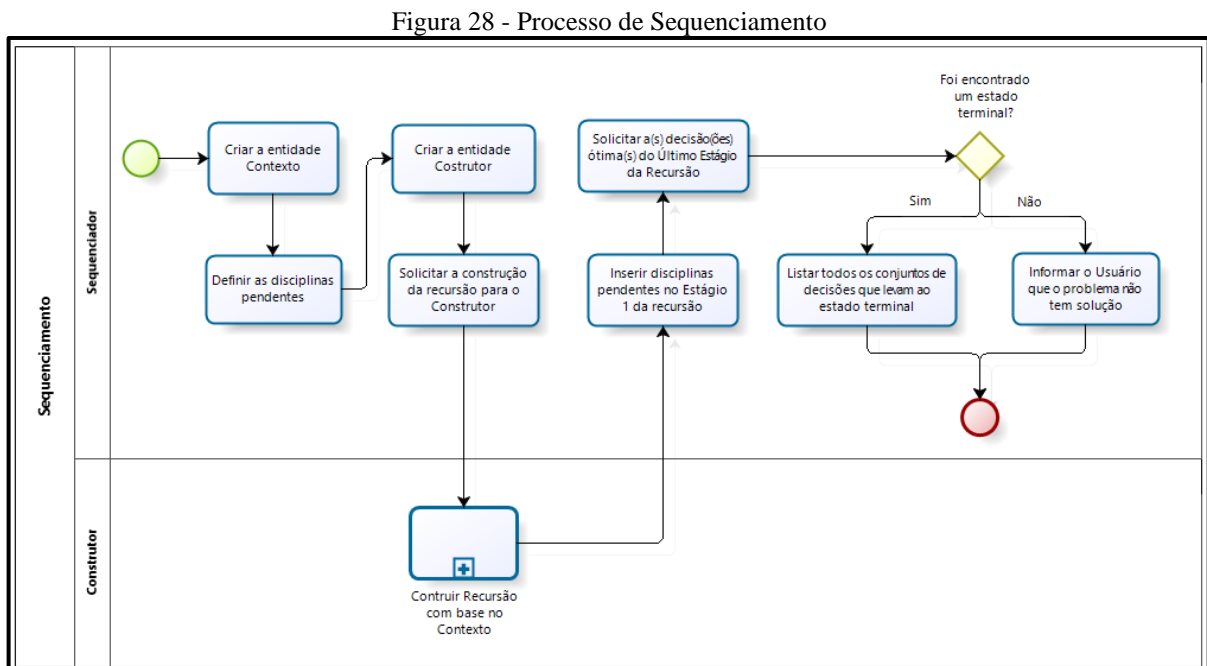 Figura 28 - Processo de Sequenciamento
Sequenciamento
Sequenciador
Criar a entidade
Contexto
Definir as disciplinas
pendentes
Criar a entidade
Costrutor
Solicitar a construção
da recursão para o
Construtor
Solicitar a(s) decisão(ões)
ótima(s) do Último Estágio
da Recursão
Inserir disciplinas
pendentes no Estágio
1 da recursão
Foi encontrado
um estado
terminal?
Sim
Não
Listar todos os conjuntos de
decisões que levam ao
estado terminal
Informar o Usuário
que o problema não
tem solução
Construtor
Contruir Recursão
com base no
Contexto